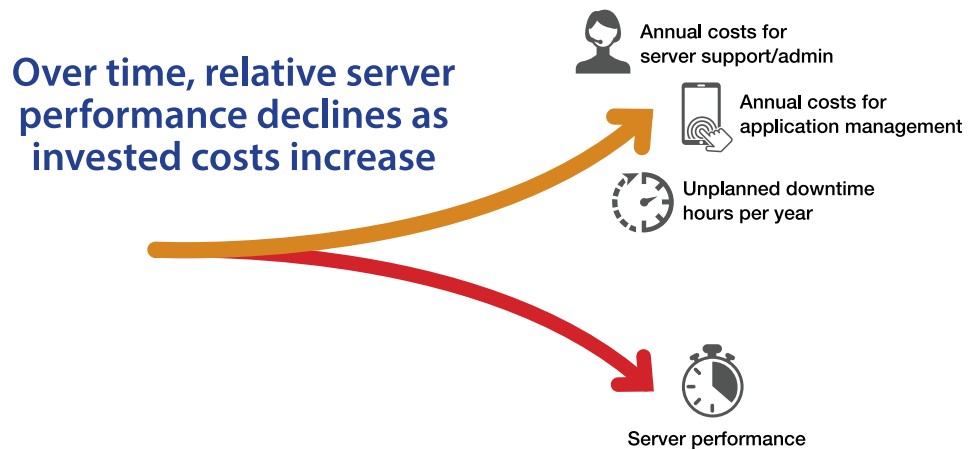 Over time, relative server
performance declines as
invested costs increase
Annual costs for
server support/admin
Annual costs for
application management
Unplanned downtime
hours per year
Server performance